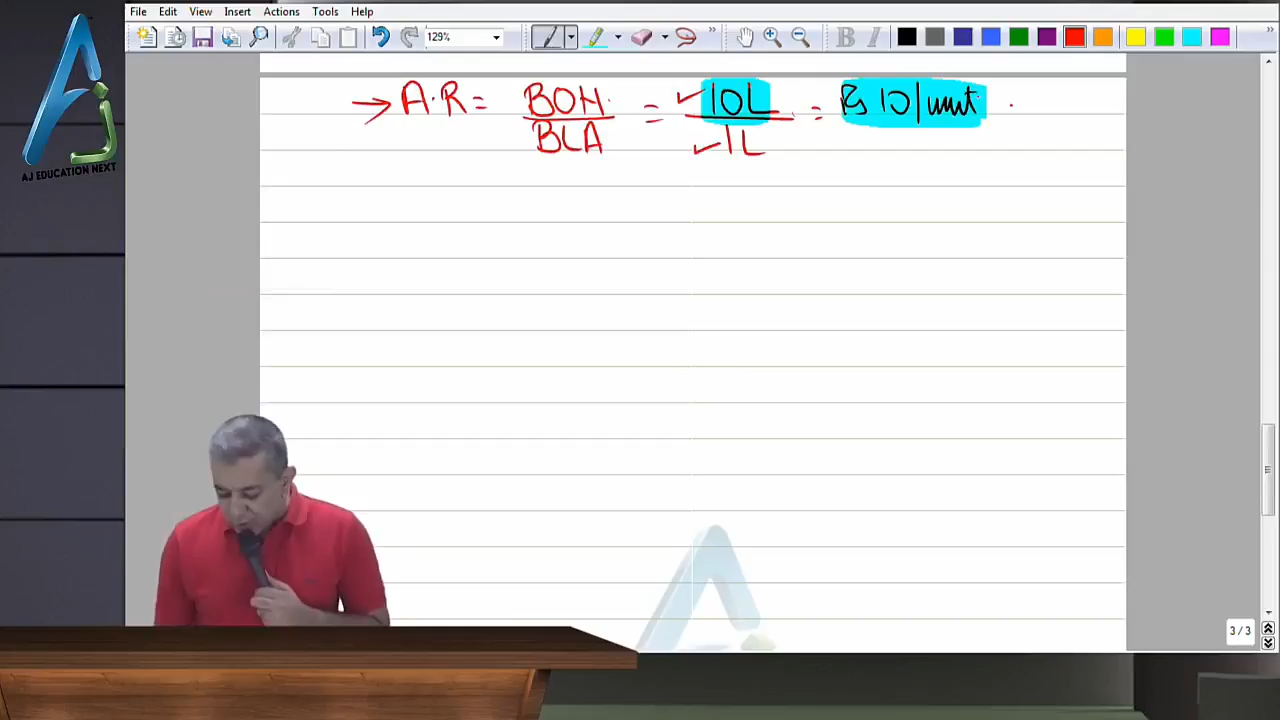 File Edit View Insert Actions Tools Help
129%
B I
AJ EDUCATION NEXT
→ A.R = BOH / BLA = ✓10L / ✓1L = Rs 10/unit
3/3